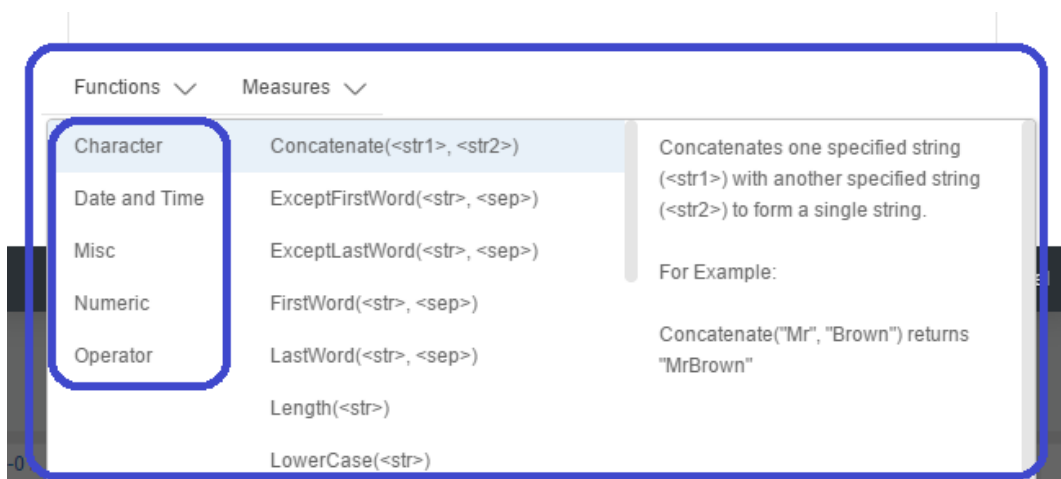 Functions Measures
Character
Date and Time
Misc
Numeric
Operator
Concatenate(<str1>, <str2>)
ExceptFirstWord(<str>, <sep>)
ExceptLastWord(<str>, <sep>)
FirstWord(<str>, <sep>)
LastWord(<str>, <sep>)
Length(<str>)
LowerCase(<str>)
Concatenates one specified string
(<str1>) with another specified string
(<str2>) to form a single string.
For Example:
Concatenate("Mr", "Brown") returns
"MrBrown"